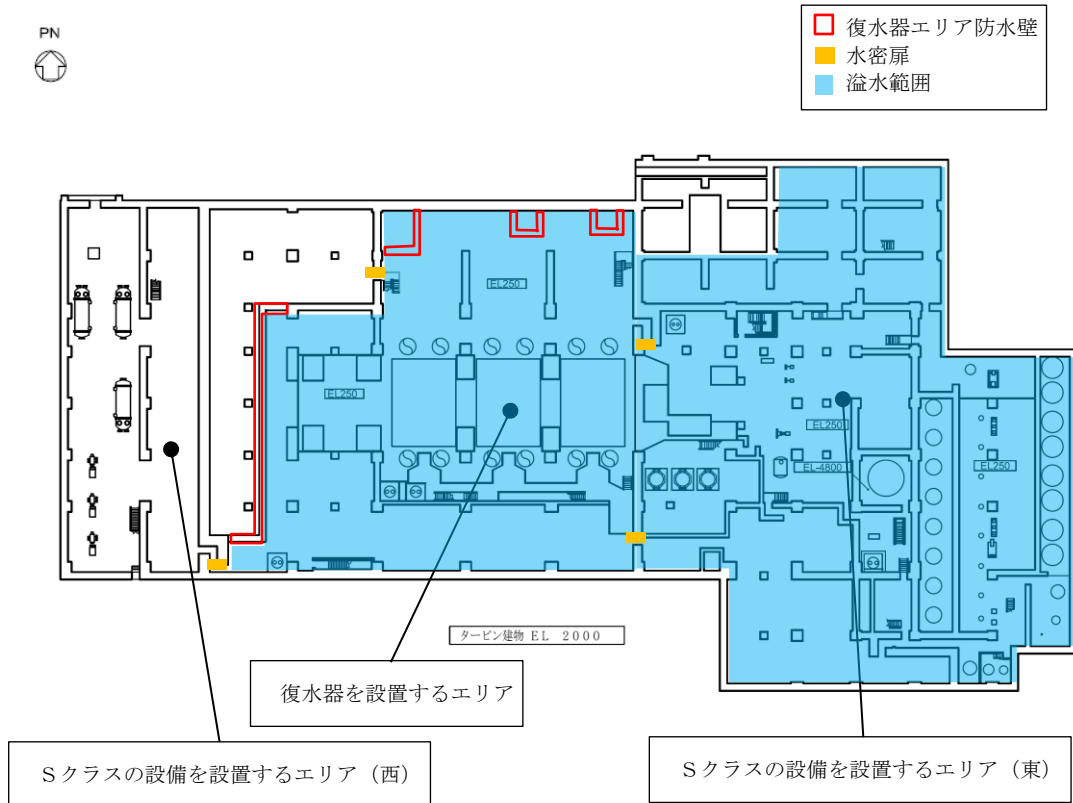 PN
復水器エリア防水壁
水密扉
溢水範囲
EL250
EL250
EL250
EL-4800
EL250
タービン建物 EL 2000
復水器を設置するエリア
Sクラスの設備を設置するエリア（西）
Sクラスの設備を設置するエリア（東）